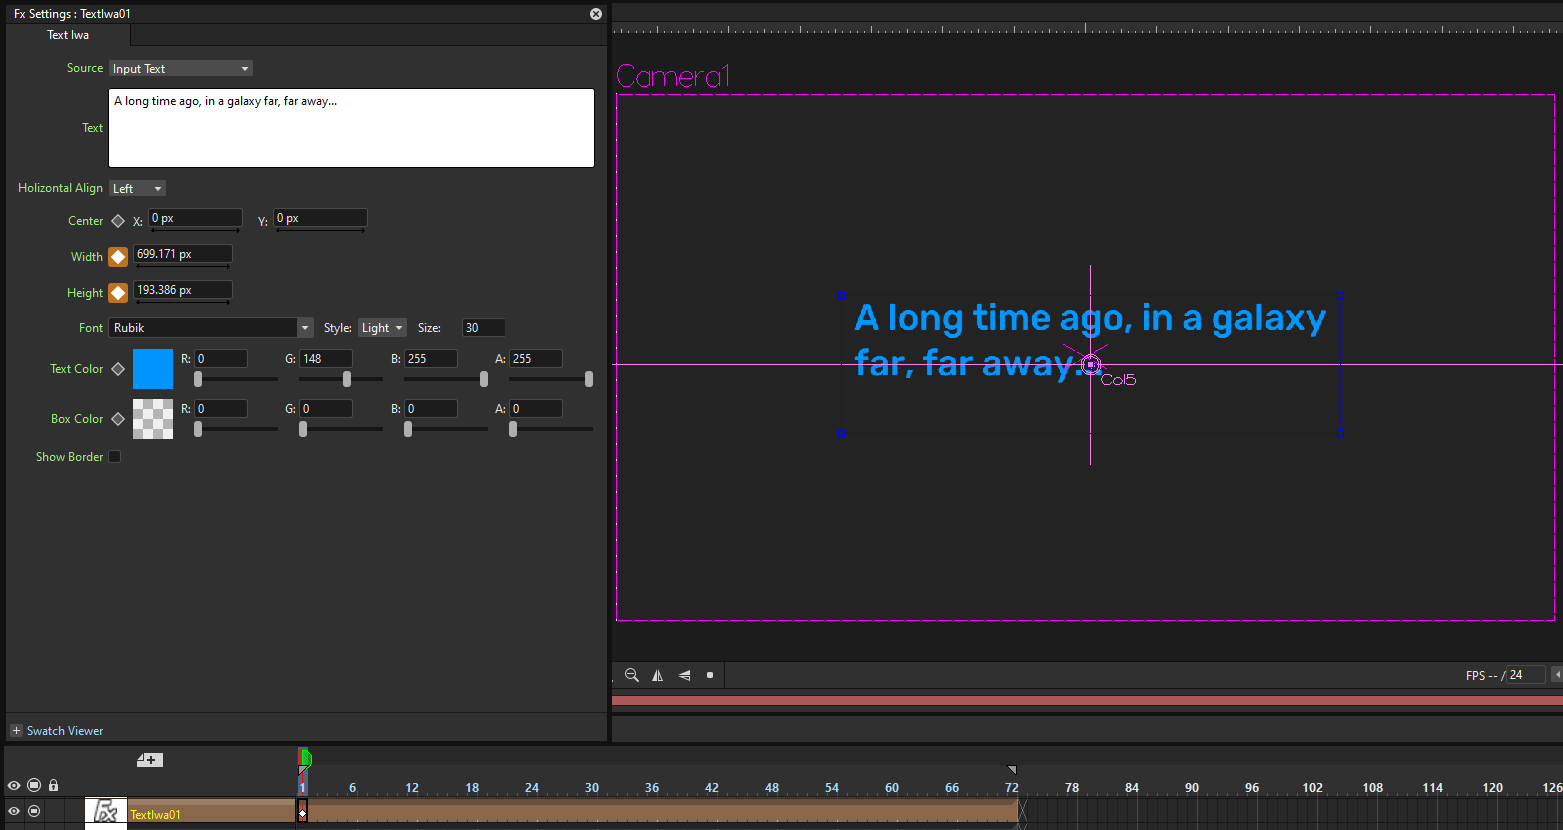 Fx Settings : TextIwa01
Text Iwa
Source Input Text
Text A long time ago, in a galaxy far, far away...
Holizontal Align Left
Center X: 0 px Y: 0 px
Width 699.171 px
Height 193.386 px
Font Rubik Style: Light Size: 30
Text Color R: 0 G: 148 B: 255 A: 255
Box Color R: 0 G: 0 B: 0 A: 0
Show Border
Swatch Viewer
Camera1
A long time ago, in a galaxy
far, far away...
Col5
FPS -- / 24
1 6 12 18 24 30 36 42 48 54 60 66 72 78 84 90 96 102 108 114 120 126
Fx TextIwa01